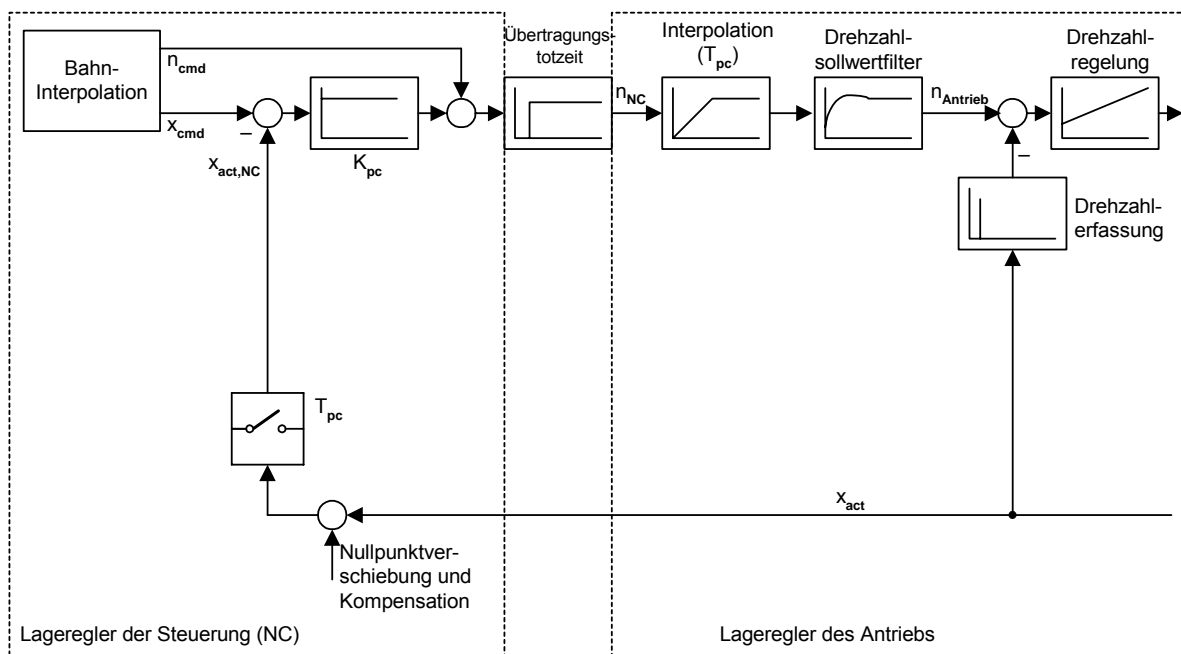 Bahn-
Interpolation
n_cmd
x_cmd
–
x_act,NC
K_pc
Übertragungs-
totzeit
n_NC
Interpolation
(T_pc)
Drehzahl-
sollwertfilter
n_Antrieb
–
Drehzahl-
regelung
Drehzahl-
erfassung
T_pc
x_act
Nullpunktver-
schiebung und
Kompensation
Lageregler der Steuerung (NC)
Lageregler des Antriebs